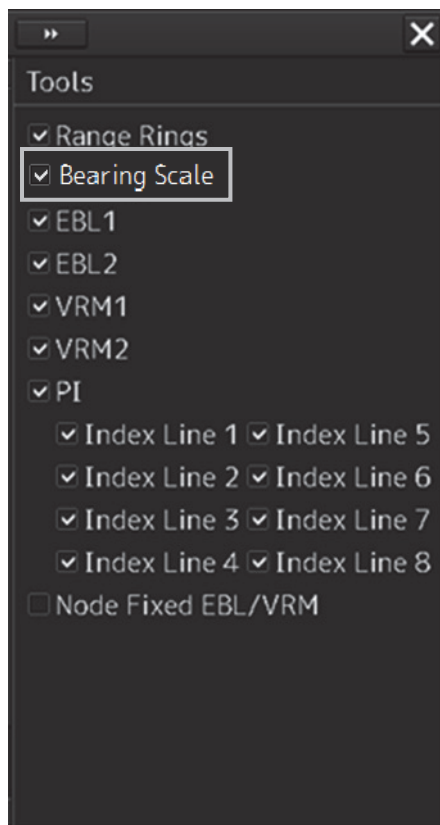 Tools
Range Rings
Bearing Scale
EBL1
EBL2
VRM1
VRM2
PI
Index Line 1 Index Line 5
Index Line 2 Index Line 6
Index Line 3 Index Line 7
Index Line 4 Index Line 8
Node Fixed EBL/VRM